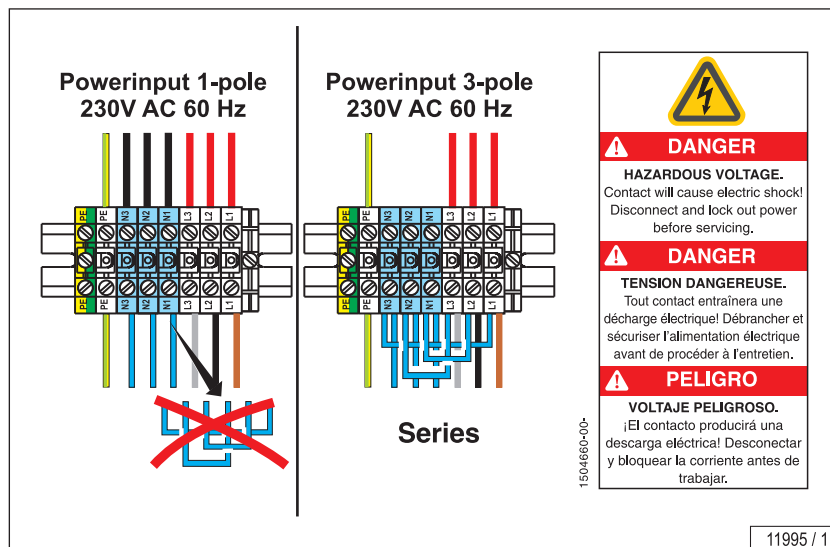 Powerinput 1-pole
230V AC 60 Hz
PE PE N3 N2 N1 L3 L2 L1
PE PE N3 N2 N1 L3 L2 L1
Powerinput 3-pole
230V AC 60 Hz
PE PE N3 N2 N1 L3 L2 L1
PE PE N3 N2 N1 L3 L2 L1
Series
1504660-00-
DANGER
HAZARDOUS VOLTAGE.
Contact will cause electric shock!
Disconnect and lock out power
before servicing.
DANGER
TENSION DANGEREUSE.
Tout contact entraînera une
décharge électrique! Débrancher et
sécuriser l'alimentation électrique
avant de procéder à l'entretien.
PELIGRO
VOLTAJE PELIGROSO.
¡El contacto producirá una
descarga eléctrica! Desconectar
y bloquear la corriente antes de
trabajar.
11995 / 1